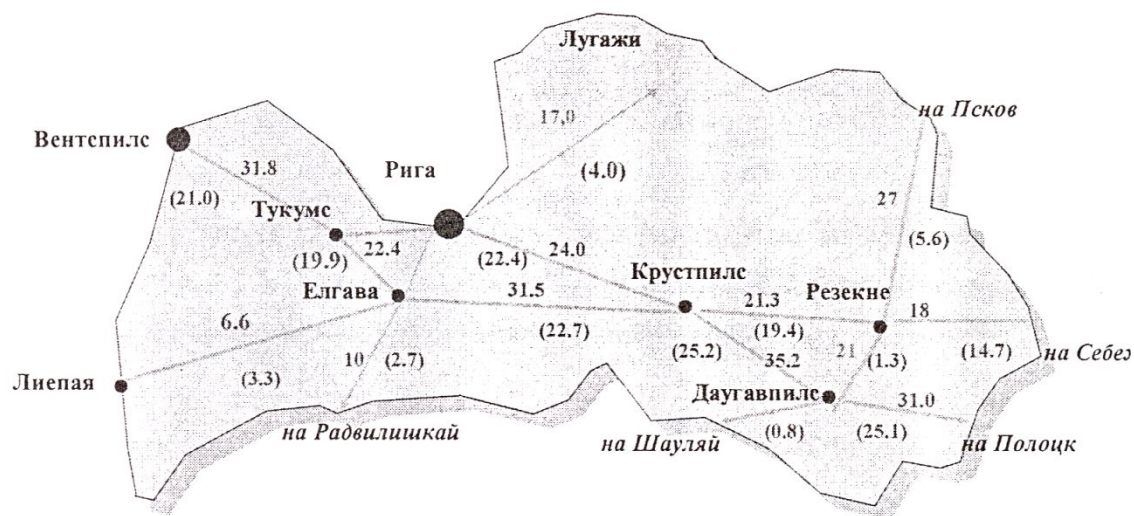 Лугажи
на Псков
Вентспилс
17,0
31.8
Рига
(4.0)
(21.0)
27
Тукумс
22.4
(5.6)
24.0
(19.9)
(22.4)
Крустпилс
Елгава
31.5
21.3
Резекне
18
6.6
(22.7)
(19.4)
(25.2)
35.2
21
(1.3)
(14.7)
на Себеж
10
(2.7)
Лиепая
(3.3)
Даугавпилс
31.0
на Радвилишкай
на Шауляй
(0.8)
(25.1)
на Полоцк